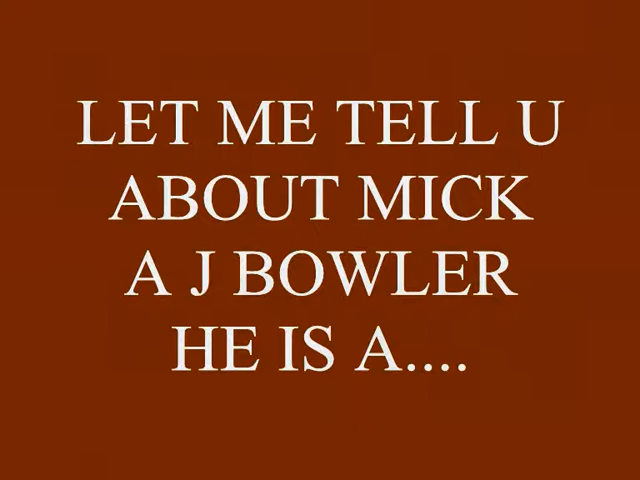 LET ME TELL U
ABOUT MICK
A J BOWLER
HE IS A....